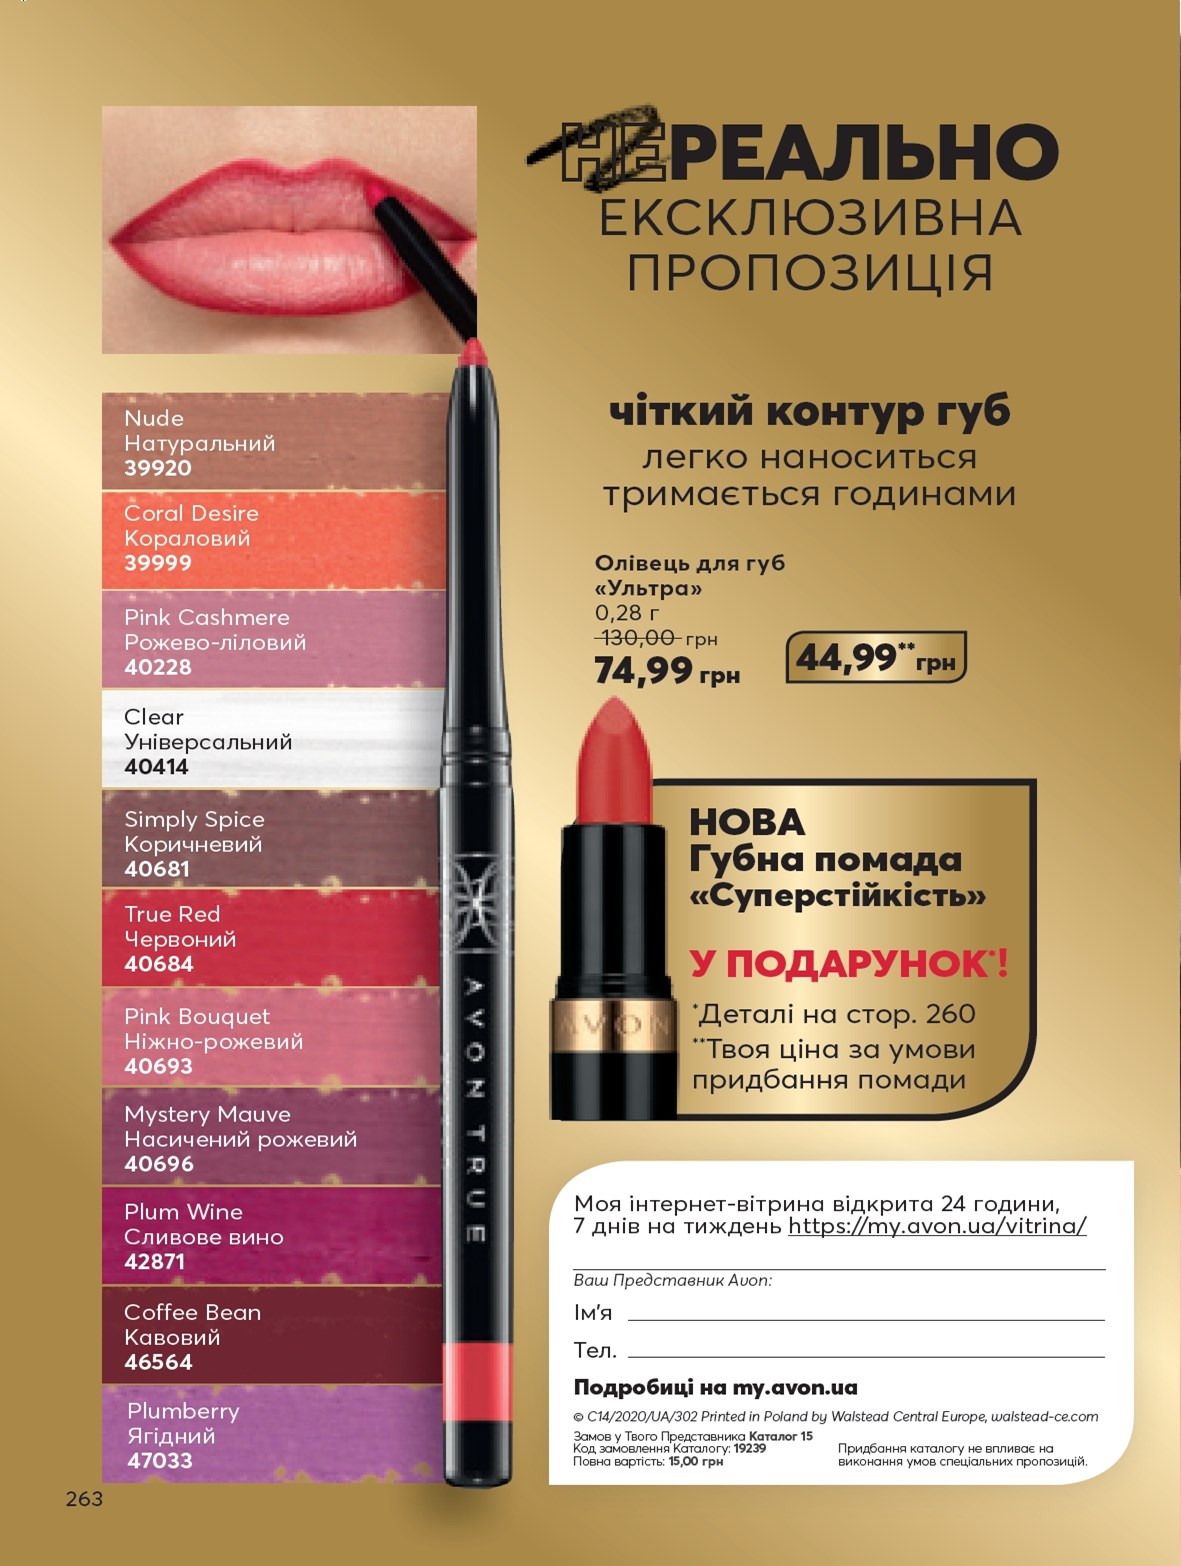 НЕРЕАЛЬНО
ЕКСКЛЮЗИВНА
ПРОПОЗИЦІЯ
Nude
Натуральний
39920
Coral Desire
Кораловий
39999
Pink Cashmere
Рожево-ліловий
40228
Clear
Універсальний
40414
Simply Spice
Коричневий
40681
True Red
Червоний
40684
Pink Bouquet
Ніжно-рожевий
40693
Mystery Mauve
Насичений рожевий
40696
Plum Wine
Сливове вино
42871
Coffee Bean
Кавовий
46564
Plumberry
Ягідний
47033
AVON TRUE
чіткий контур губ
легко наноситься
тримається годинами
Олівець для губ
«Ультра»
0,28 г
130,00 грн
74,99 грн
44,99** грн
AVON
НОВА
Губна помада
«Суперстійкість»
У ПОДАРУНОК*!
*Деталі на стор. 260
**Твоя ціна за умови
придбання помади
Моя інтернет-вітрина відкрита 24 години,
7 днів на тиждень https://my.avon.ua/vitrina/
Ваш Представник Avon:
Ім'я
Тел.
Подробиці на my.avon.ua
© C14/2020/UA/302 Printed in Poland by Walstead Central Europe, walstead-ce.com
Замов у Твого Представника Каталог 15
Код замовлення Каталогу: 19239
Повна вартість: 15,00 грн
Придбання каталогу не впливає на
виконання умов спеціальних пропозицій.
263